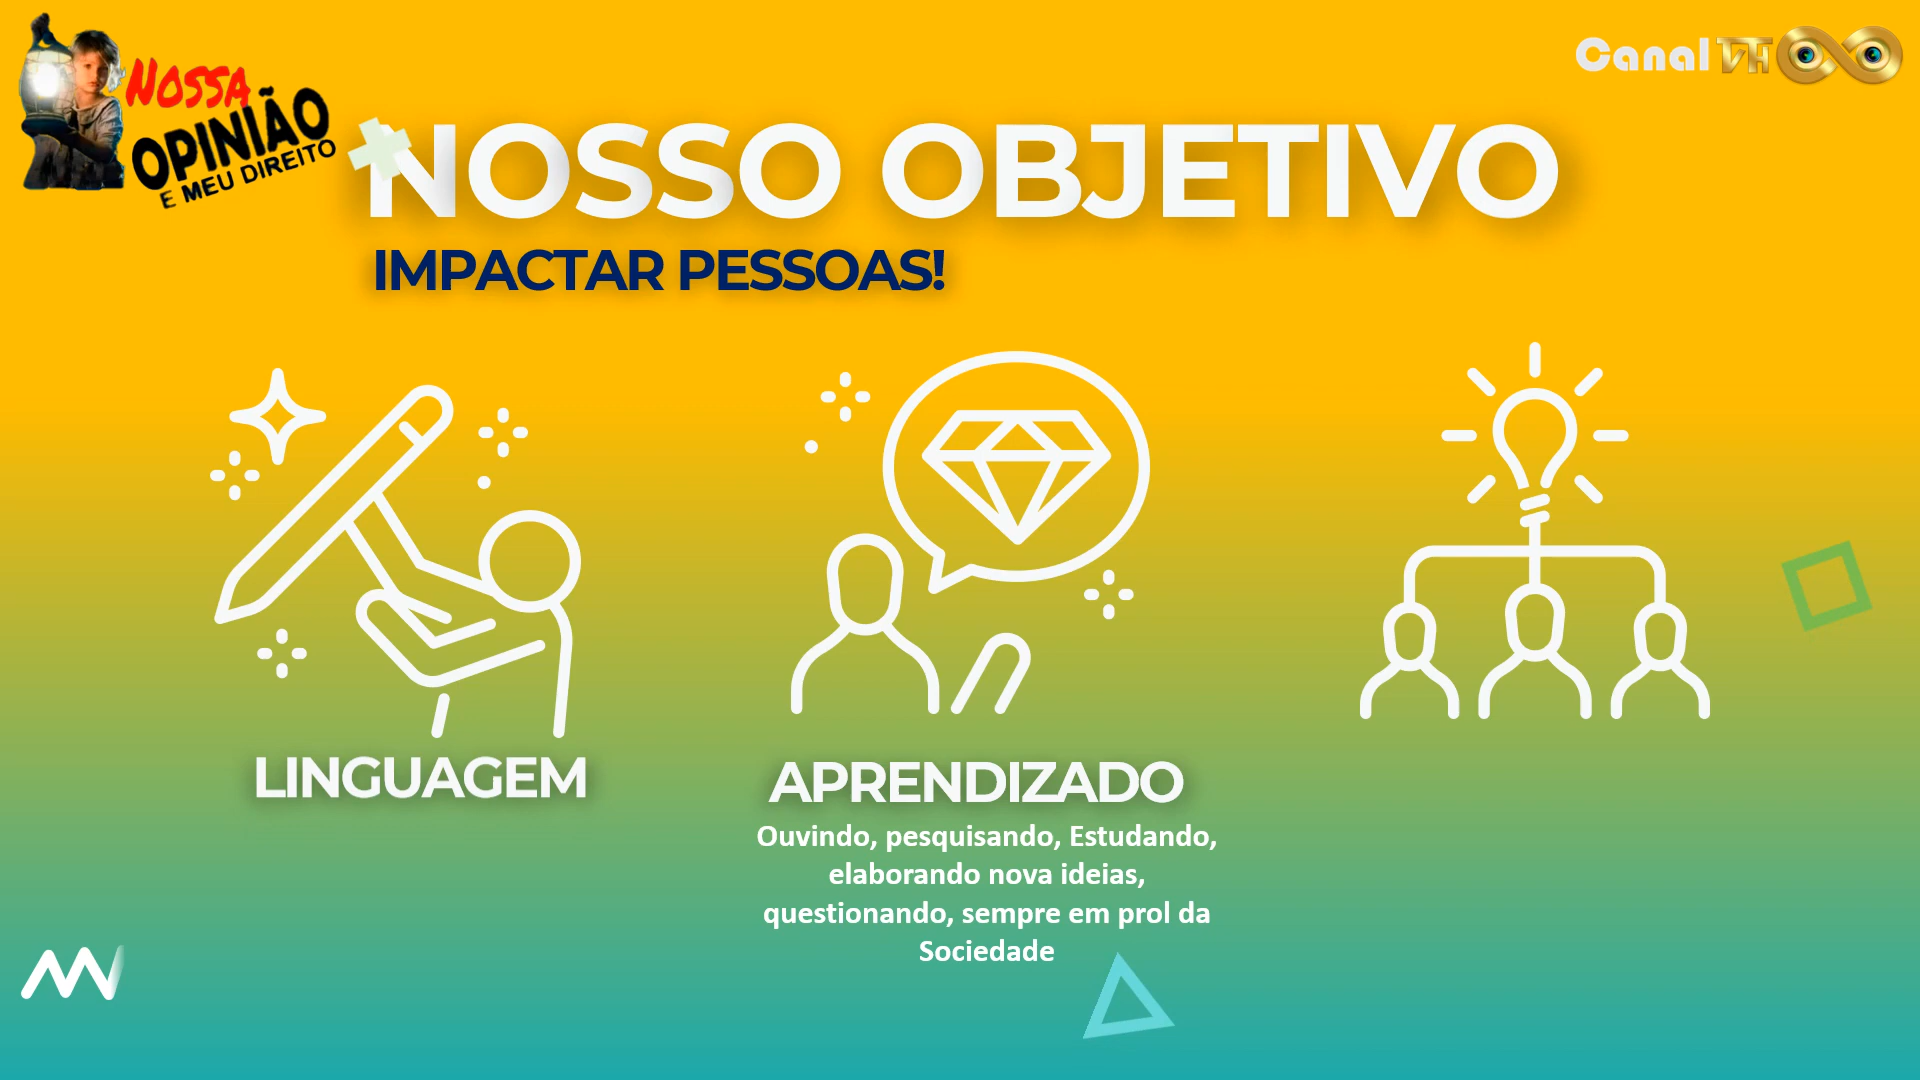 NOSSA
OPINIÃO
E MEU DIREITO
Canal
NOSSO OBJETIVO
IMPACTAR PESSOAS!
LINGUAGEM
APRENDIZADO
Ouvindo, pesquisando, Estudando,
elaborando nova ideias,
questionando, sempre em prol da
Sociedade